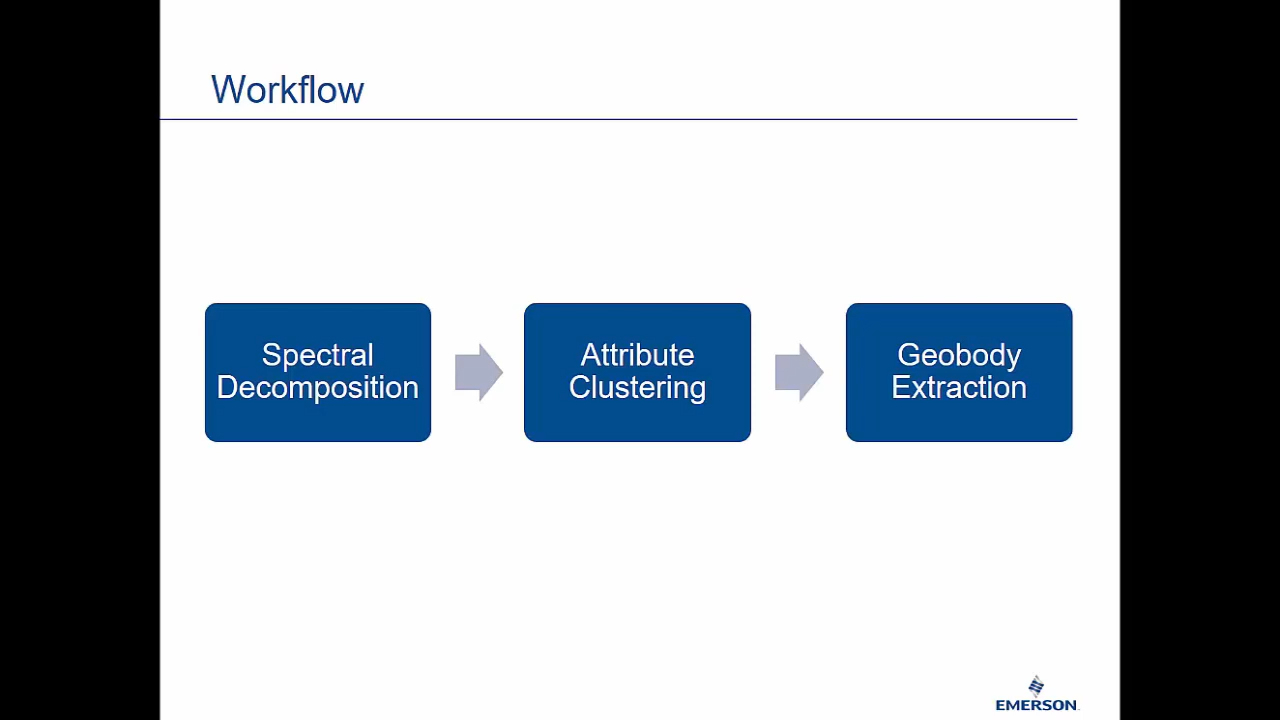 Workflow
Spectral
Decomposition
Attribute
Clustering
Geobody
Extraction
EMERSON